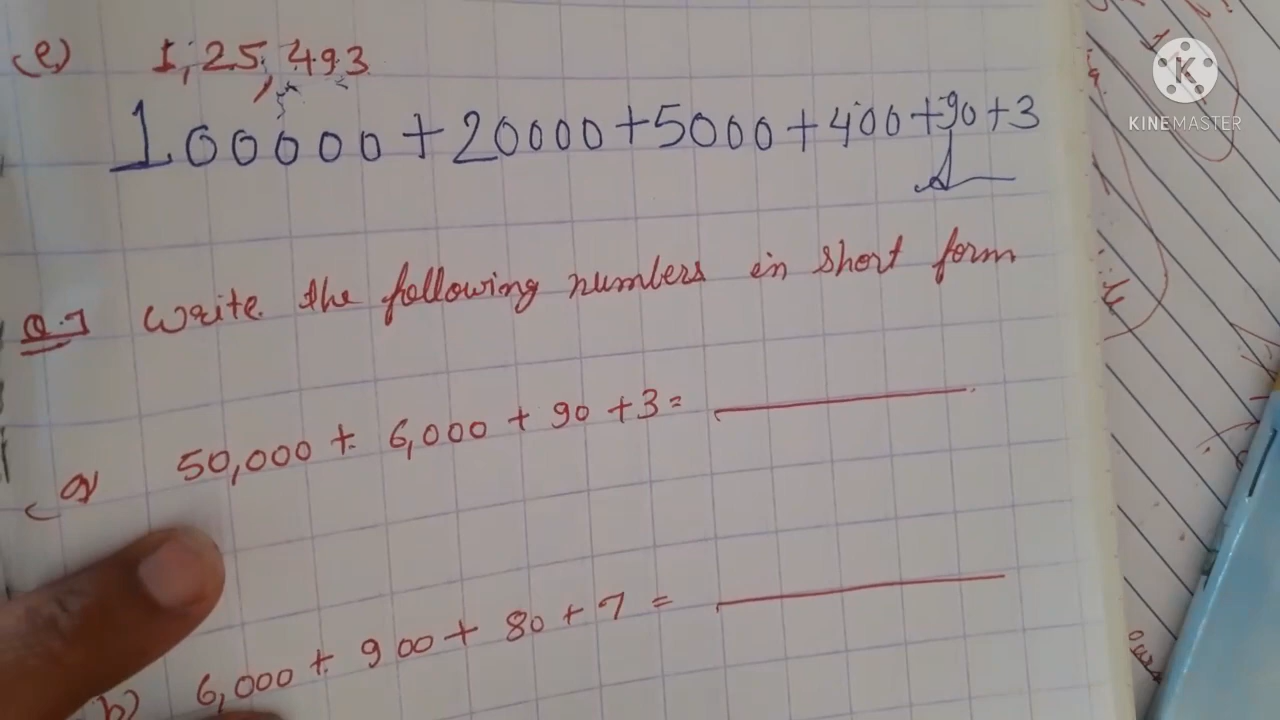 (e) 1,25,493
100000+20000+5000+400+90+3
KINEMASTER
Q.7 Write the following numbers in short form
(a) 50,000 + 6,000 + 90 + 3 =
b) 6,000 + 900 + 80 + 7 =